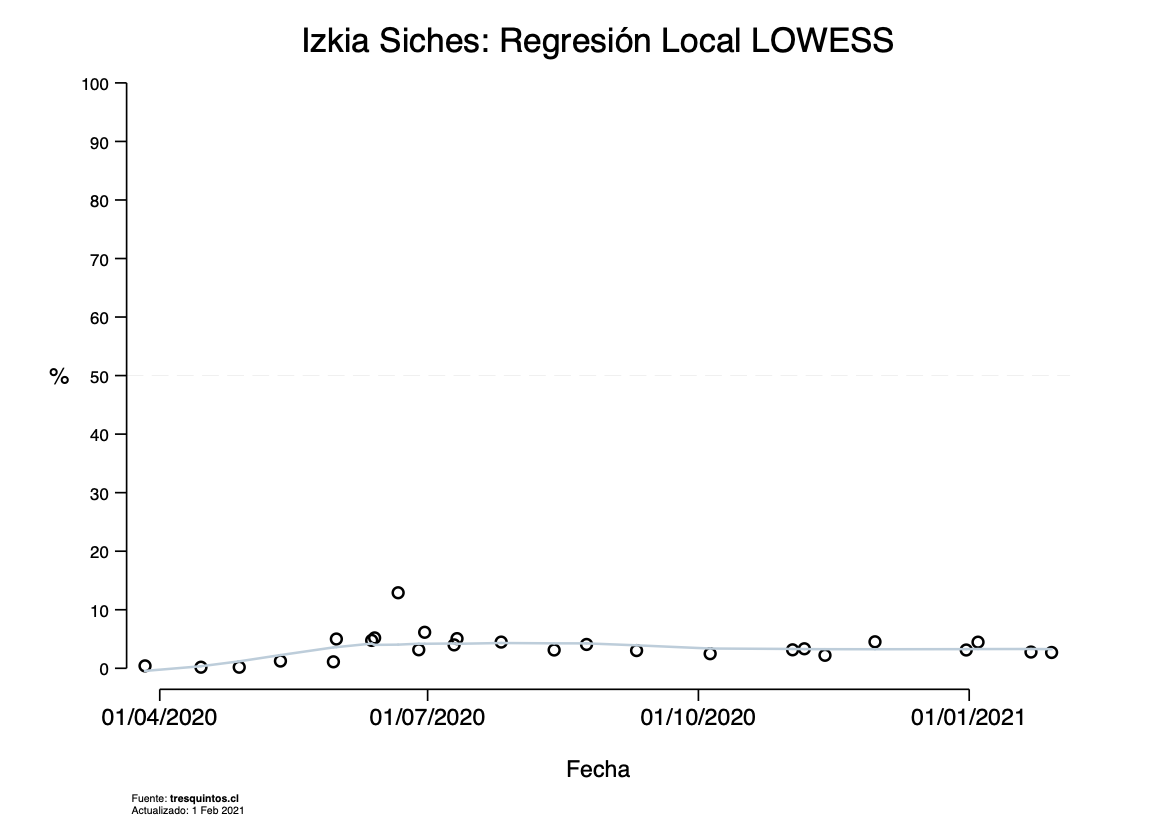 Izkia Siches: Regresión Local LOWESS
100
90
80
70
60
% 50
40
30
20
10
0
01/04/2020 01/07/2020 01/10/2020 01/01/2021
Fecha
Fuente: tresquintos.cl
Actualizado: 1 Feb 2021